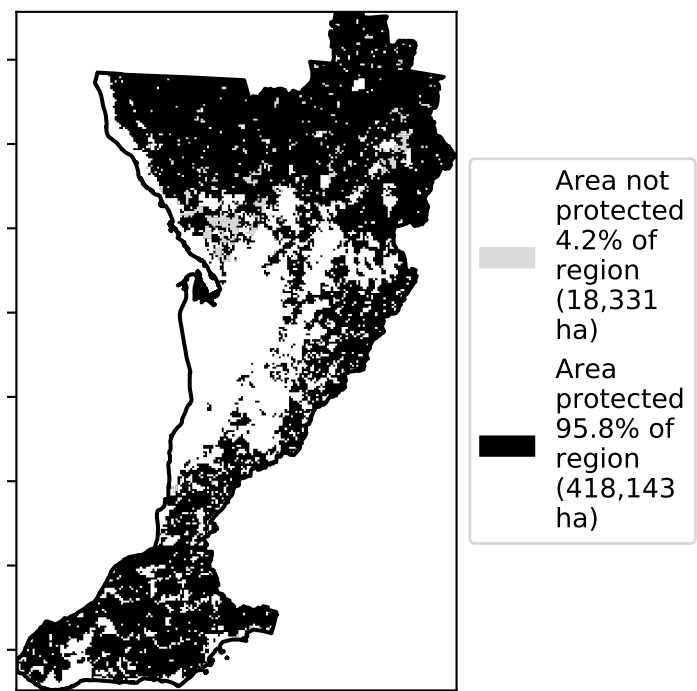 Area not
protected
4.2% of
region
(18,331
ha)
Area
protected
95.8% of
region
(418,143
ha)